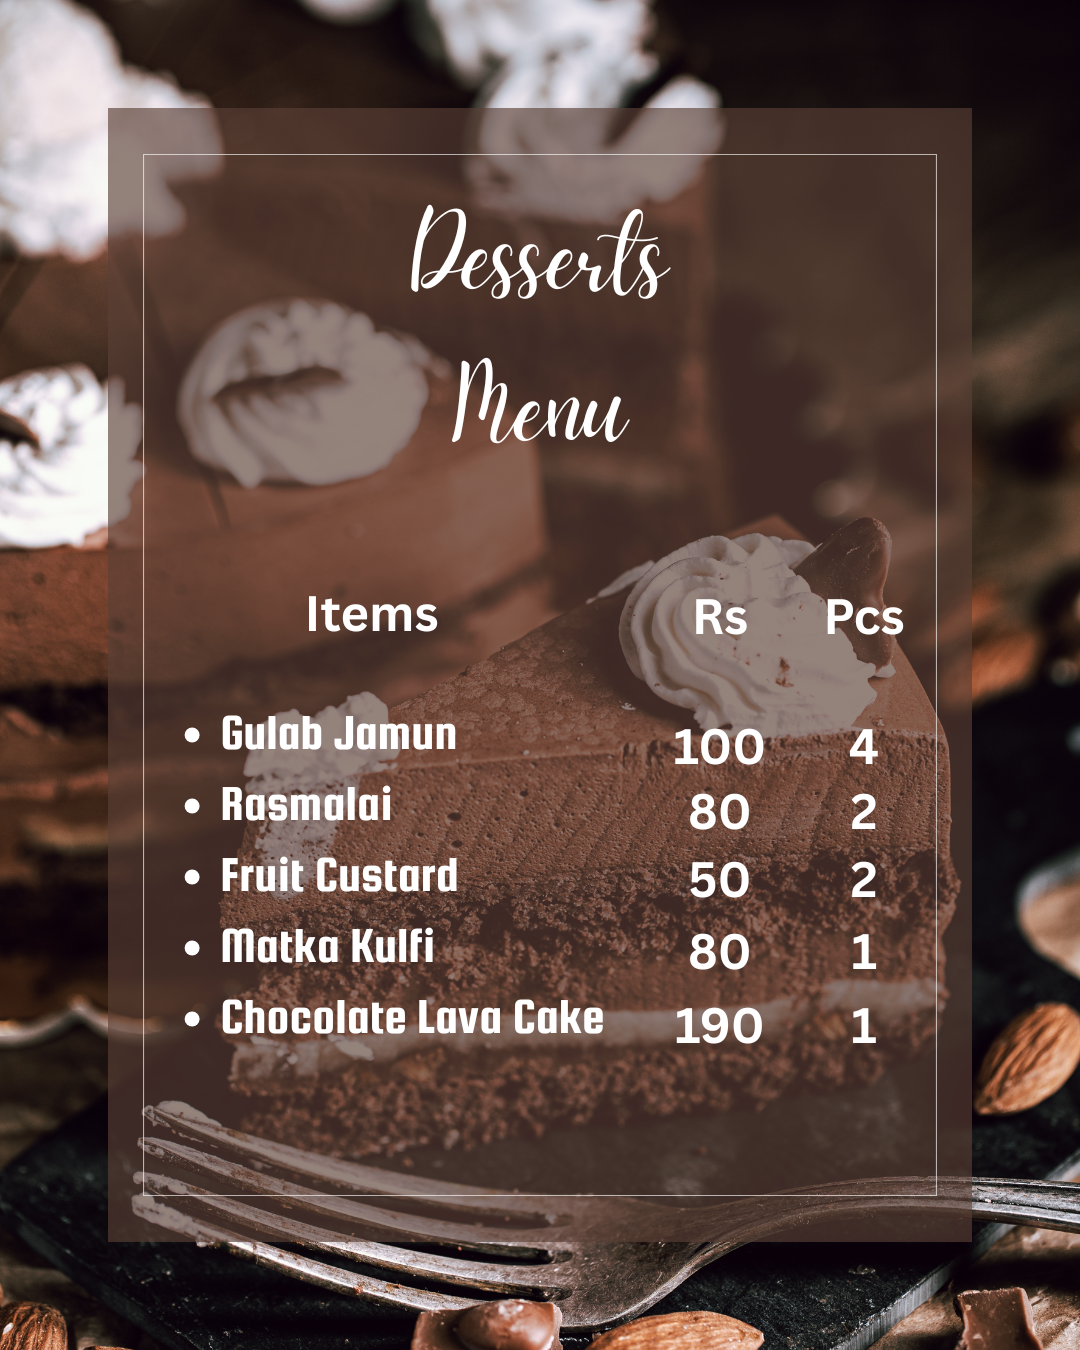 Desserts
Menu
Items Rs Pcs
• Gulab Jamun 100 4
• Rasmalai 80 2
• Fruit Custard 50 2
• Matka Kulfi 80 1
• Chocolate Lava Cake 190 1